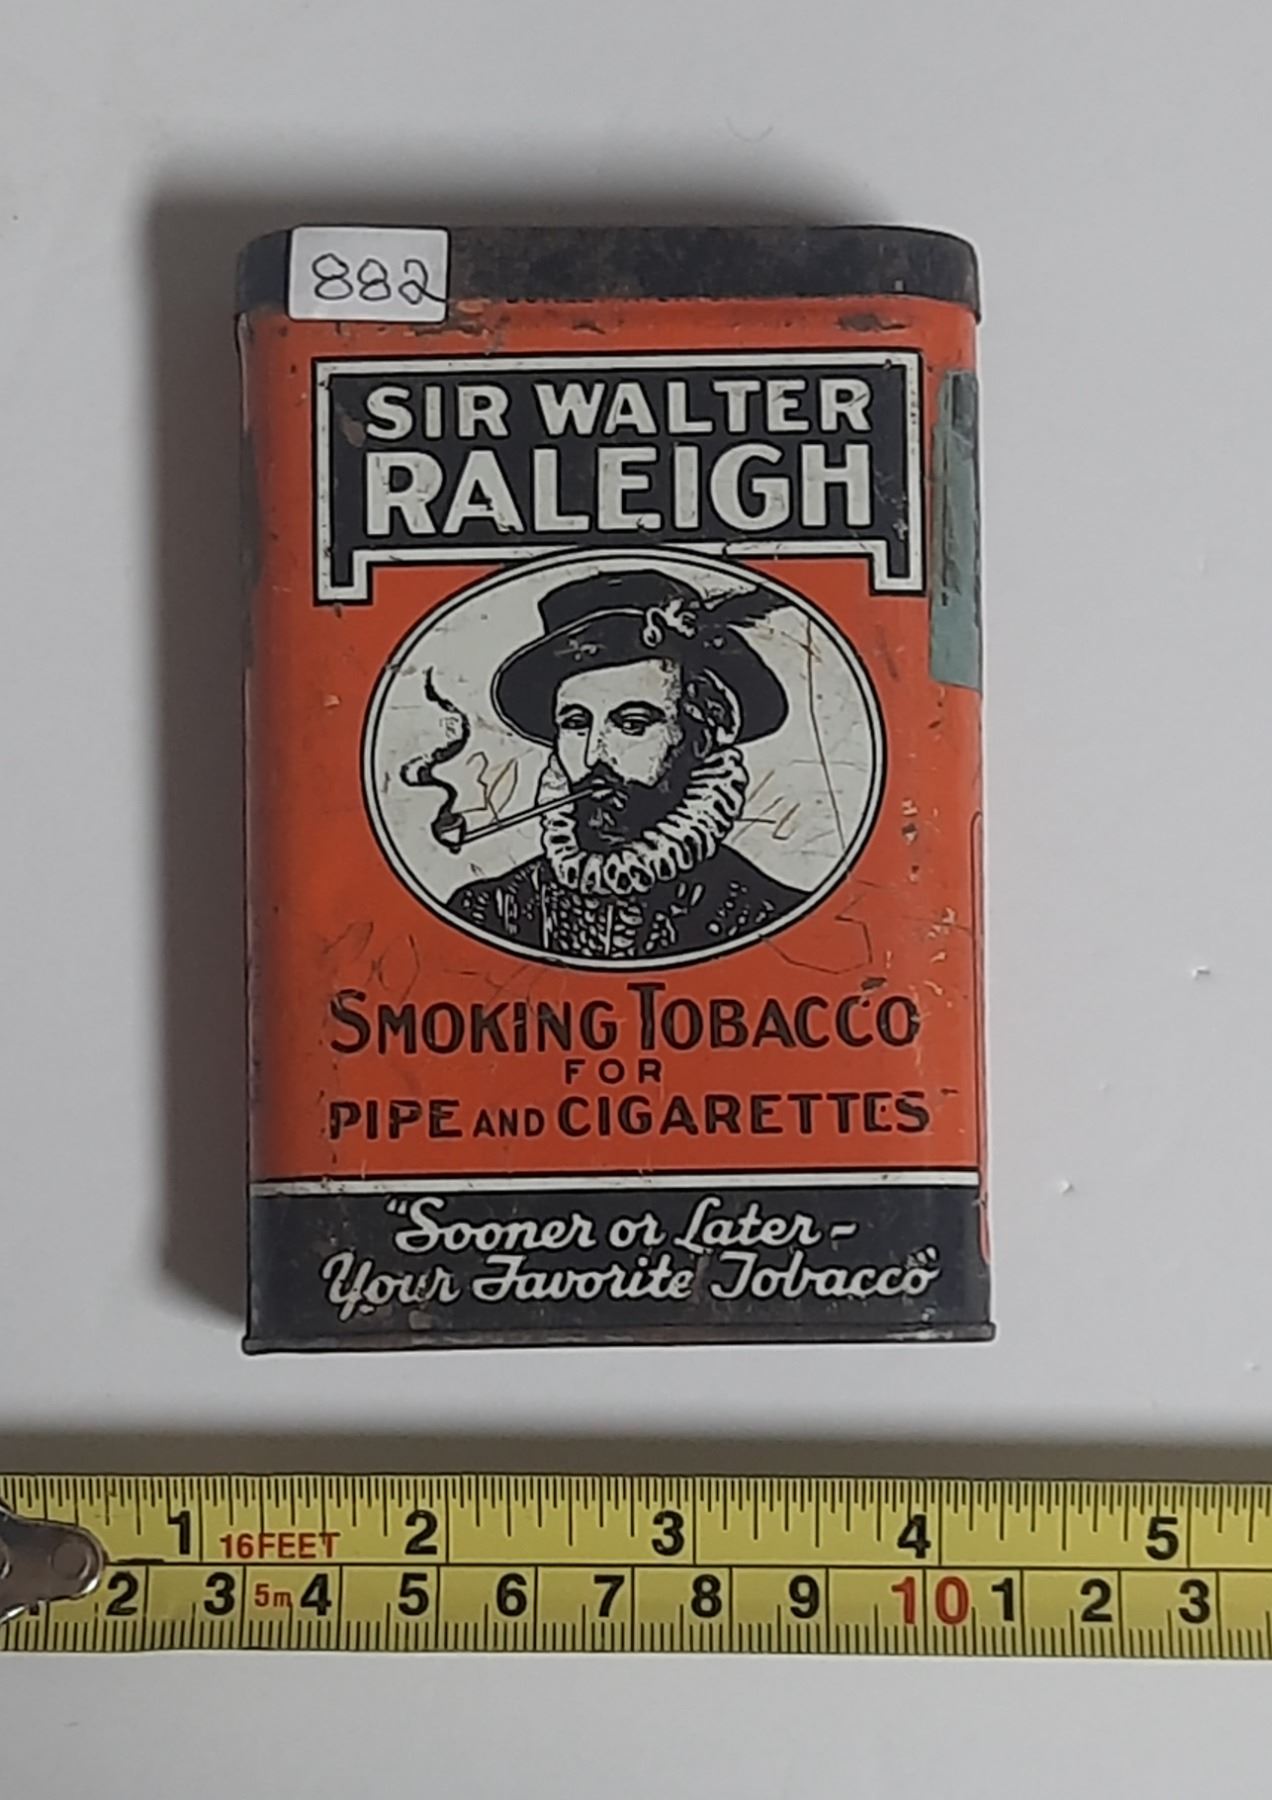 882
SIR WALTER
RALEIGH
30
SMOKING TOBACCO
FOR
PIPE AND CIGARETTES
"Sooner or Later-
Your Favorite Tobacco"
1 16FEET 2 3 4 5
2 3 5m 4 5 6 7 8 9 10 1 2 3